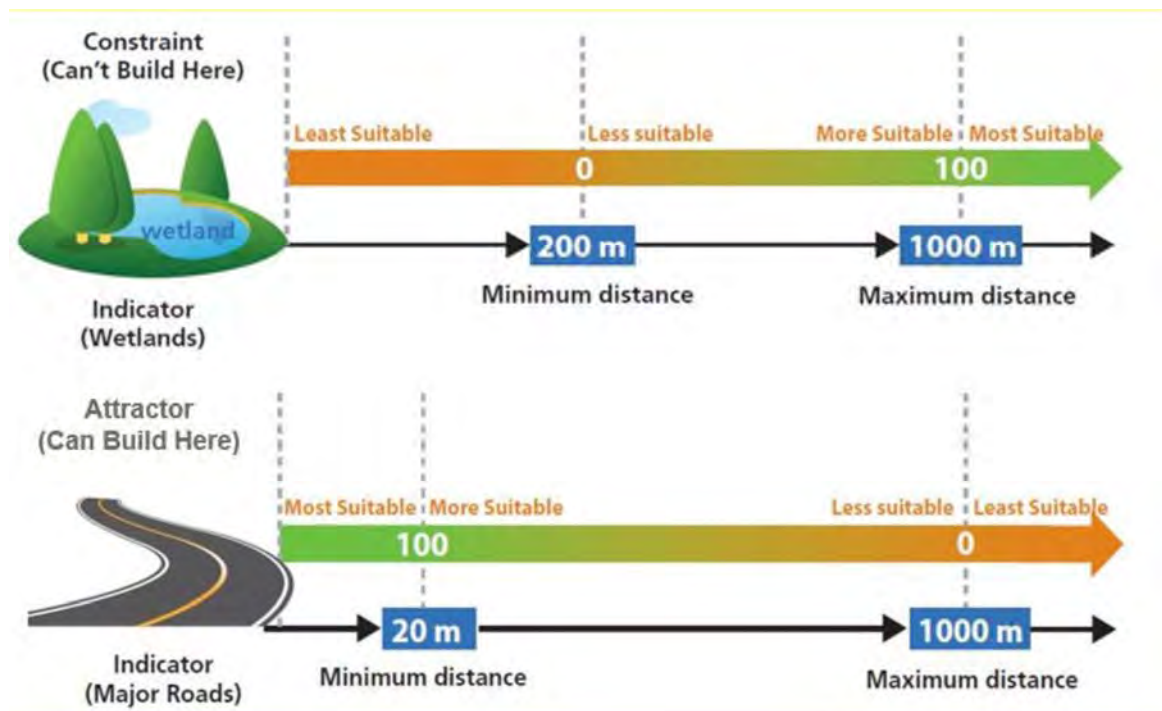 Constraint
(Can't Build Here)
Least Suitable
Less suitable
More Suitable
Most Suitable
0
100
wetland
200 m
1000 m
Minimum distance
Maximum distance
Indicator
(Wetlands)
Attractor
(Can Build Here)
Most Suitable
More Suitable
Less suitable
Least Suitable
100
0
20 m
1000 m
Indicator
(Major Roads)
Minimum distance
Maximum distance